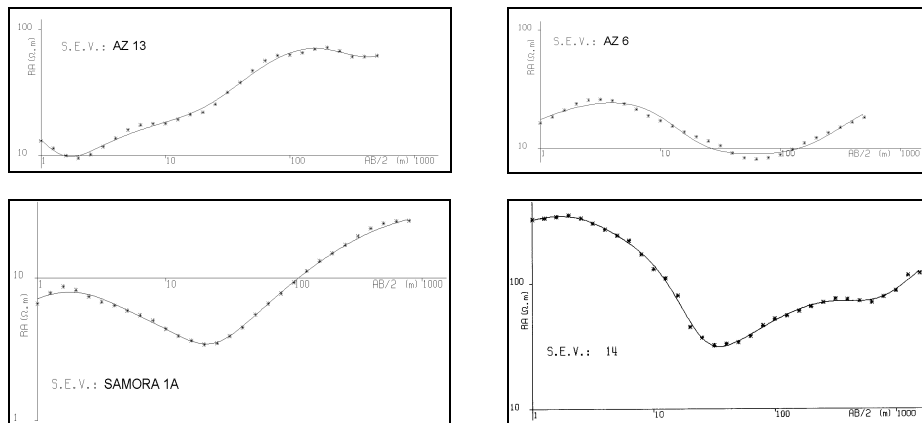 100
S.E.V.: AZ 13
RA (Ω.m)
10
1 10 100 AB/2 (m) 1000
100
S.E.V.: AZ 6
RA (Ω.m)
10
1 10 100 AB/2 (m) 1000
10
1 10 100 AB/2 (m) 1000
RA (Ω.m)
S.E.V.: SAMORA 1A
1
100
RA (Ω.m)
S.E.V.: 14
10
1 10 100 AB/2 (m) 1000